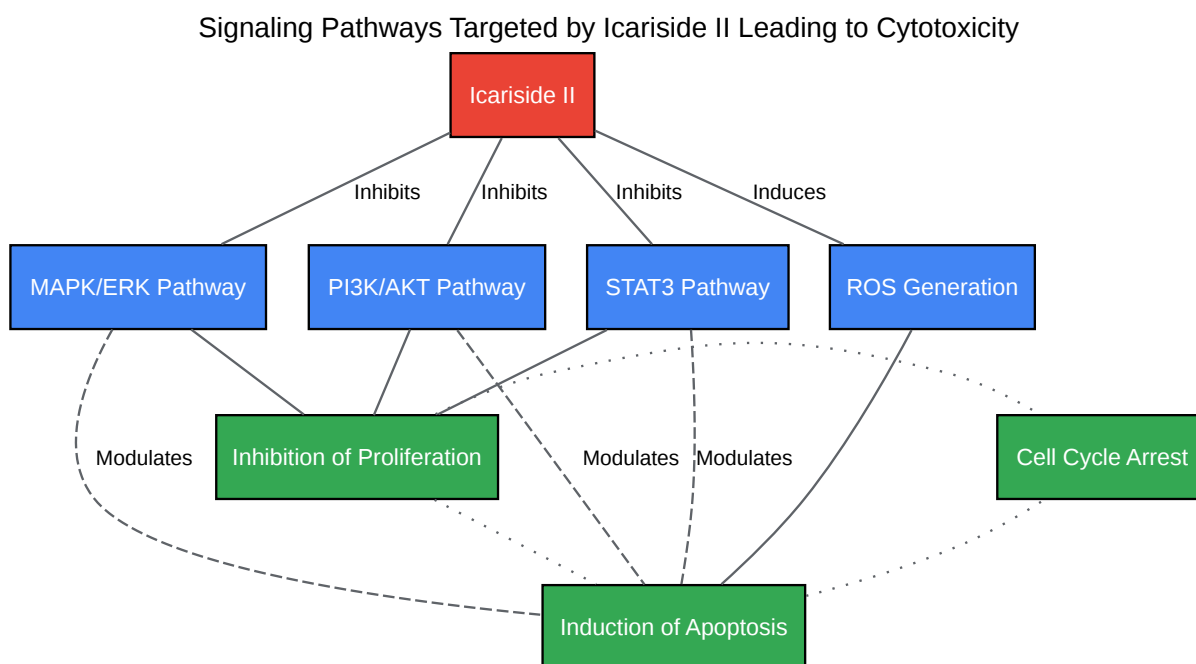 Signaling Pathways Targeted by Icariside II Leading to Cytotoxicity
Icariside II
Inhibits
Inhibits
Inhibits
Induces
MAPK/ERK Pathway
PI3K/AKT Pathway
STAT3 Pathway
ROS Generation
Inhibition of Proliferation
Cell Cycle Arrest
Modulates
Modulates
Modulates
Induction of Apoptosis